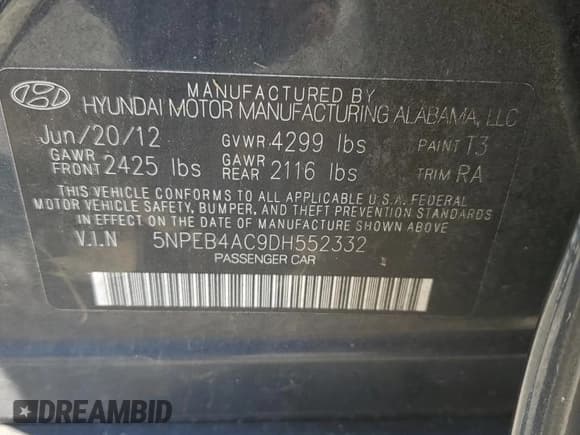 MANUFACTURED BY
HYUNDAI MOTOR MANUFACTURING ALABAMA, LLC
Jun/20/12 GVWR 4299 lbs PAINT T3
GAWR FRONT 2425 lbs GAWR REAR 2116 lbs TRIM RA
THIS VEHICLE CONFORMS TO ALL APPLICABLE U.S.A. FEDERAL
MOTOR VEHICLE SAFETY, BUMPER, AND THEFT PREVENTION STANDARDS
IN EFFECT ON THE DATE OF MANUFACTURE SHOWN ABOVE.
V.I.N 5NPEB4AC9DH552332
PASSENGER CAR
DREAMBID